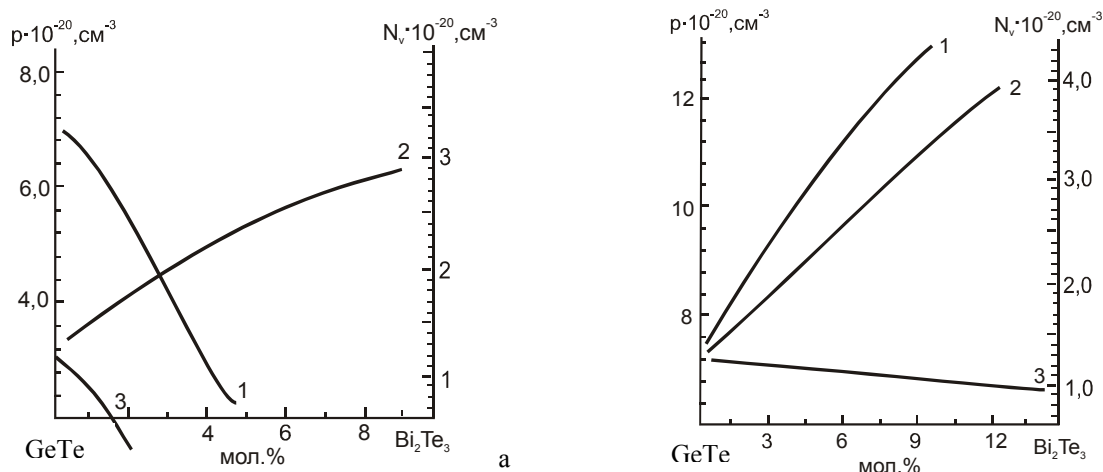 p·10⁻²⁰,см⁻³
N_v·10⁻²⁰,см⁻³
8,0
6,0
4,0
3
2
1
2
1
3
4
6
8
GeTe
мол.%
Bi₂Te₃
а
p·10⁻²⁰,см⁻³
N_v·10⁻²⁰,см⁻³
12
10
8
4,0
3,0
2,0
1,0
1
2
3
3
6
9
12
GeTe
мол.%
Bi₂Te₃